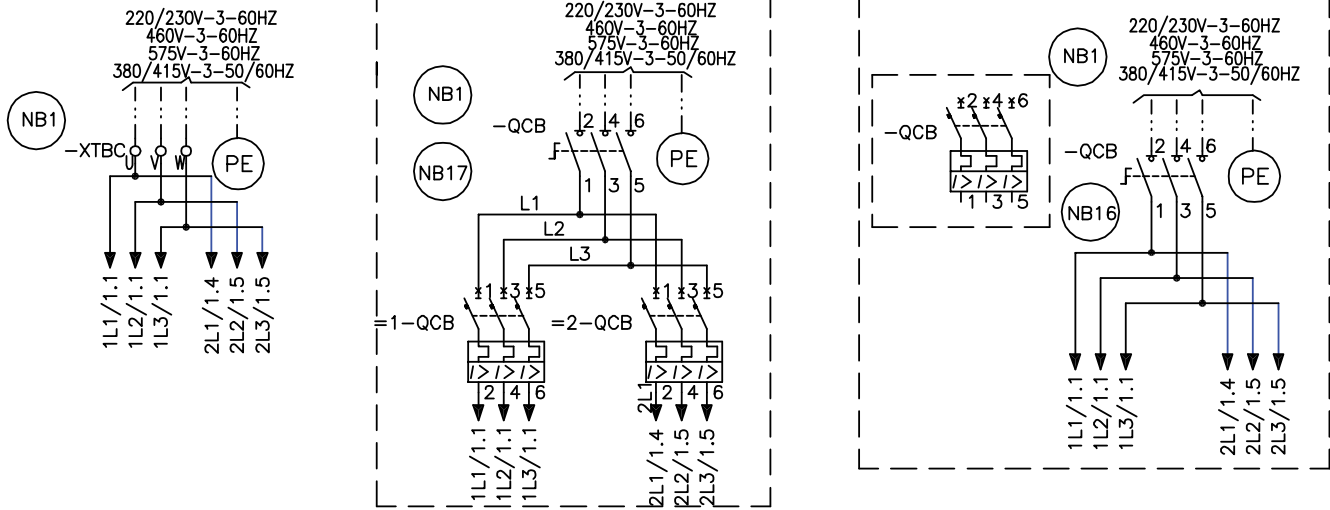 220/230V-3-60HZ
460V-3-60HZ
575V-3-60HZ
380/415V-3-50/60HZ
NB1
-XTBC
U V W
PE
1L1/1.1
1L2/1.1
1L3/1.1
2L1/1.4
2L2/1.5
2L3/1.5
220/230V-3-60HZ
460V-3-60HZ
575V-3-60HZ
380/415V-3-50/60HZ
NB1
-QCB
2 4 6
NB17
PE
1 3 5
L1
L2
L3
1 3 5
1 3 5
=1-QCB
=2-QCB
I> I> I>
I> I> I>
2 4 6
2L1
2 4 6
1L1/1.1
1L2/1.1
1L3/1.1
2L1/1.4
2L2/1.5
2L3/1.5
220/230V-3-60HZ
460V-3-60HZ
575V-3-60HZ
380/415V-3-50/60HZ
NB1
2 4 6
-QCB
I> I> I>
1 3 5
-QCB
2 4 6
PE
NB16
1 3 5
1L1/1.1
1L2/1.1
1L3/1.1
2L1/1.4
2L2/1.5
2L3/1.5